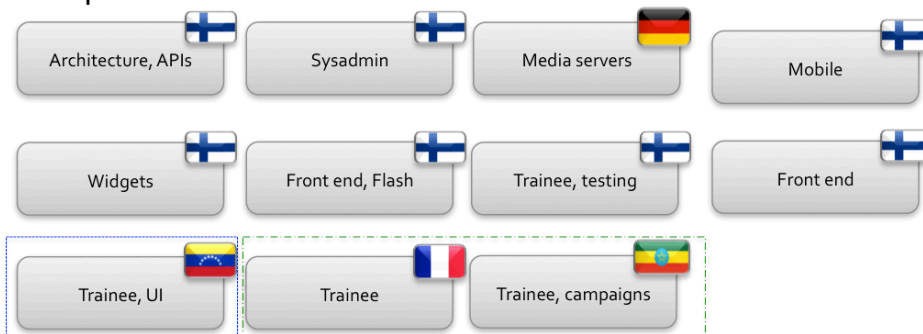 Architecture, APIs
Sysadmin
Media servers
Mobile
Widgets
Front end, Flash
Trainee, testing
Front end
Trainee, UI
Trainee
Trainee, campaigns